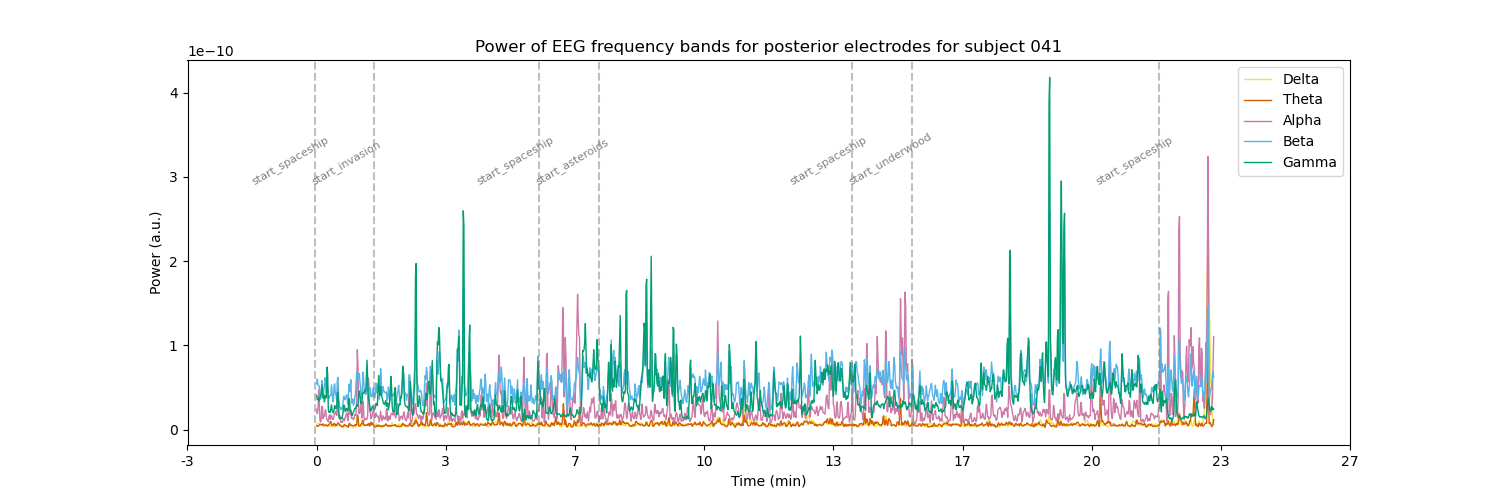 Power of EEG frequency bands for posterior electrodes for subject 041
1e−10
4
3
2
1
0
Power (a.u.)
start_spaceship
start_invasion
start_spaceship
start_asteroids
start_spaceship
start_underwood
start_spaceship
Delta
Theta
Alpha
Beta
Gamma
-3 0 3 7 10 13 17 20 23 27
Time (min)